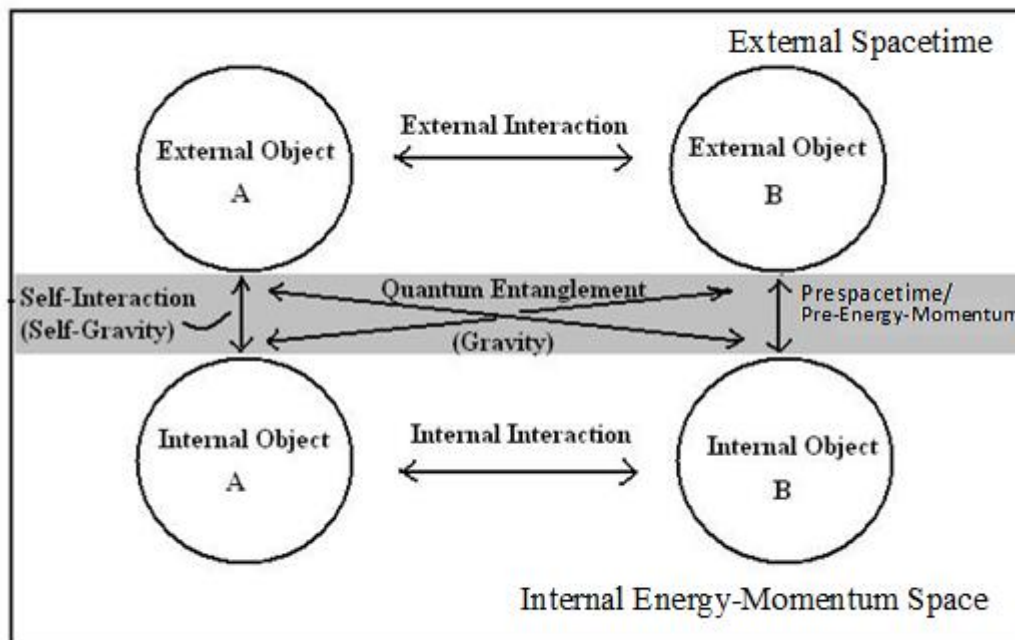 External Spacetime
External Object
A
External Interaction
External Object
B
Self-Interaction
(Self-Gravity)
Quantum Entanglement
(Gravity)
Prespacetime/
Pre-Energy-Momentum
Internal Object
A
Internal Interaction
Internal Object
B
Internal Energy-Momentum Space